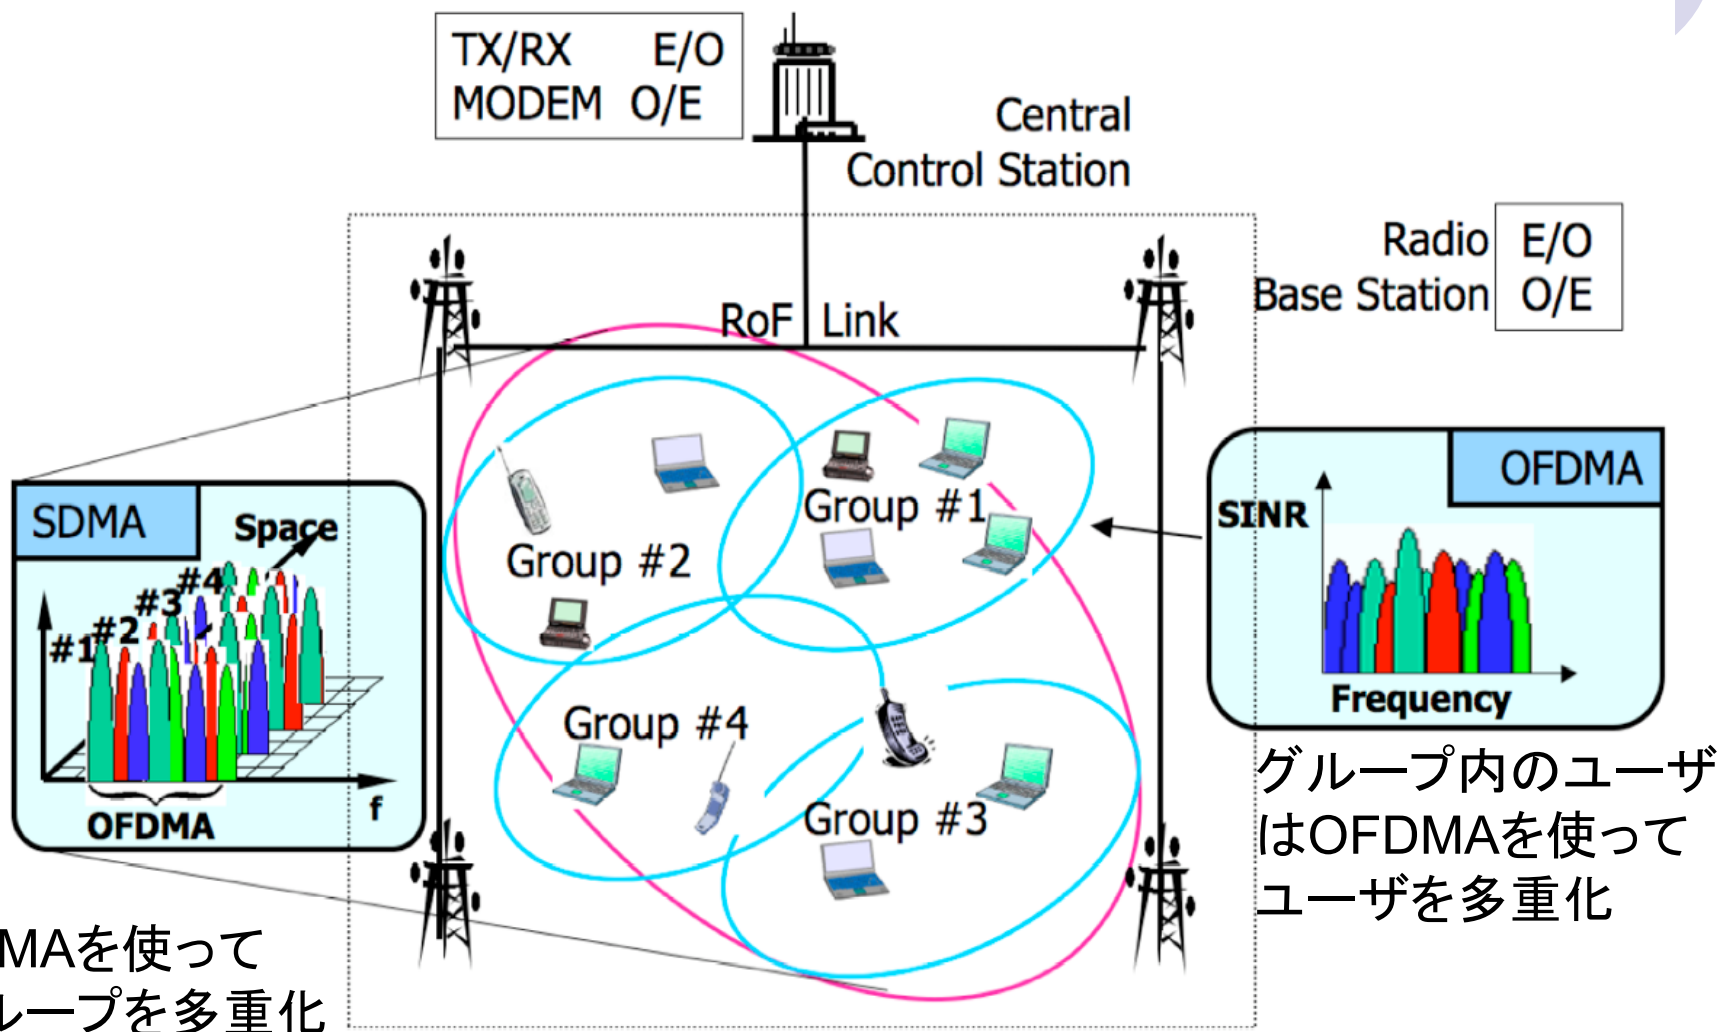 TX/RX E/O
MODEM O/E
Central
Control Station
Radio
Base Station
E/O
O/E
RoF Link
SDMA
Space
#4
#3
#2
#1
f
OFDMA
Group #1
Group #2
Group #4
Group #3
OFDMA
SINR
Frequency
グループ内のユーザ
はOFDMAを使って
ユーザを多重化
MAを使って
ループを多重化